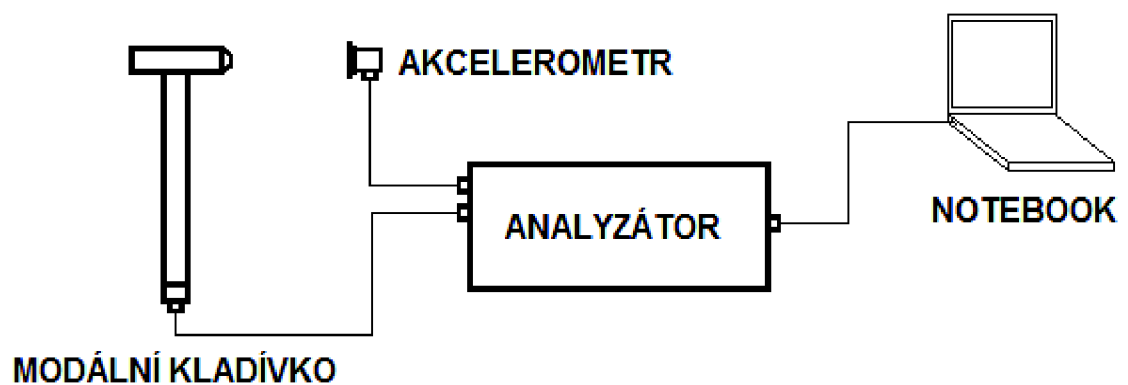 AKCELEROMETR
ANALYZÁTOR
NOTEBOOK
MODÁLNÍ KLADÍVKO